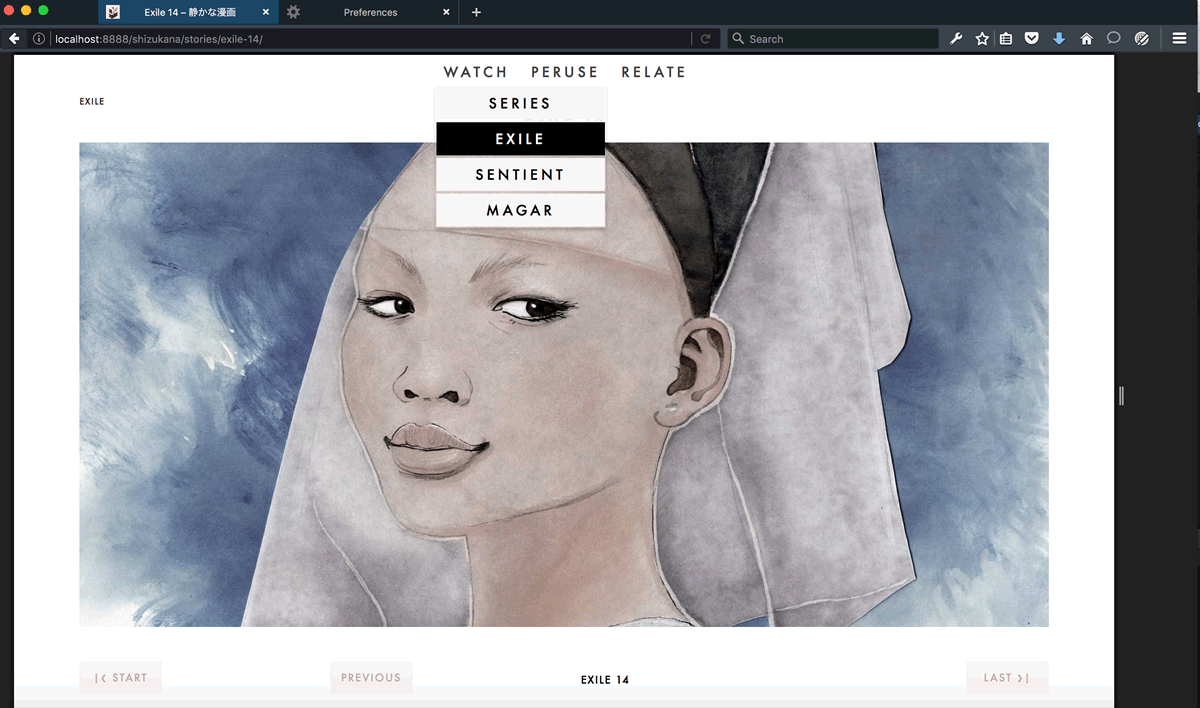 Exile 14 – 静かな漫画
Preferences
localhost:8888/shizukana/stories/exile-14/
Search
WATCH PERUSE RELATE
EXILE
SERIES
EXILE
SENTIENT
MAGAR
START
PREVIOUS
EXILE 14
LAST